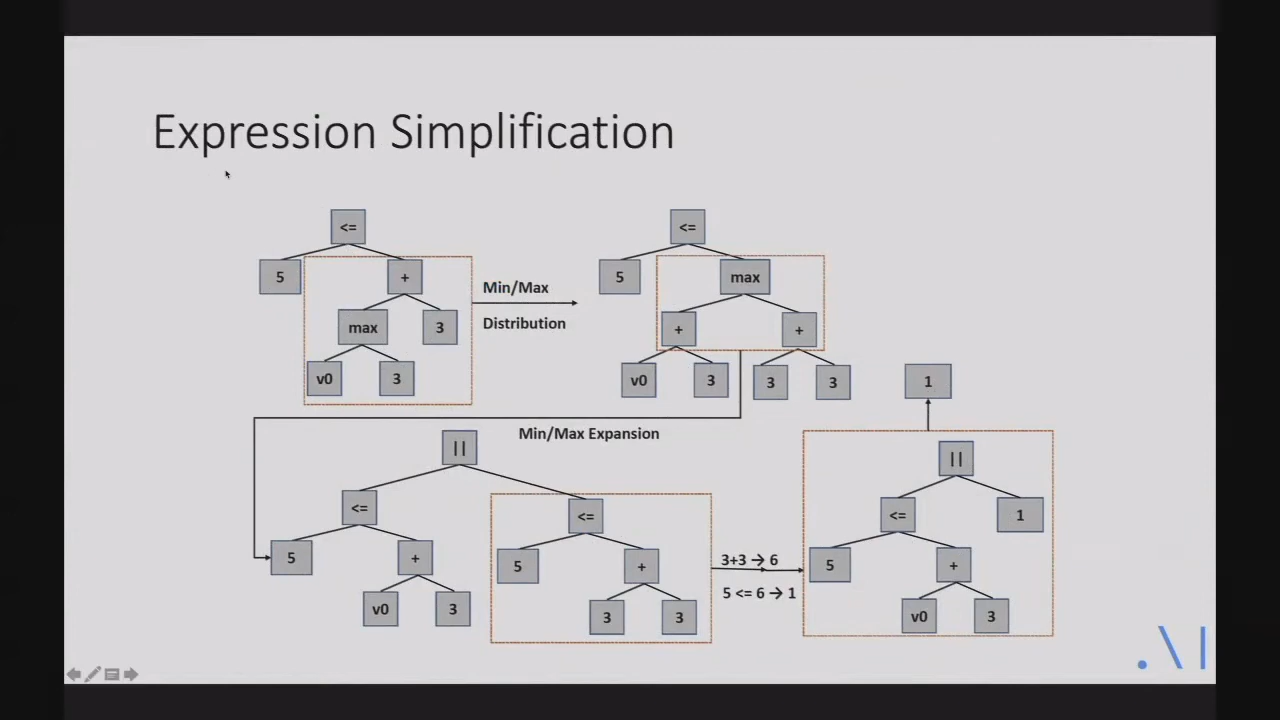 Expression Simplification
<=
5
+
max
3
v0
3
Min/Max
Distribution
<=
5
max
+
+
v0
3
3
3
Min/Max Expansion
||
<=
<=
5
+
5
+
v0
3
3
3
3+3 → 6
5 <= 6 → 1
1
||
<=
1
5
+
v0
3
.\|